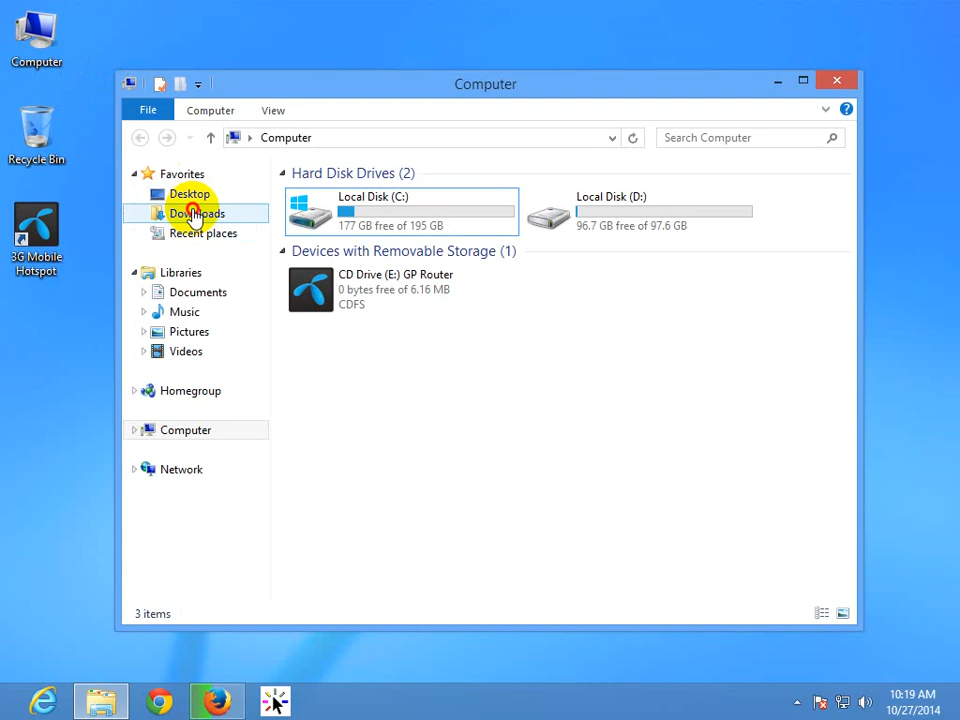 Computer
Recycle Bin
3G Mobile
Hotspot
Computer
File
Computer
View
Computer
Search Computer
Favorites
Desktop
Downloads
Recent places
Libraries
Documents
Music
Pictures
Videos
Homegroup
Computer
Network
Hard Disk Drives (2)
Local Disk (C:)
177 GB free of 195 GB
Local Disk (D:)
96.7 GB free of 97.6 GB
Devices with Removable Storage (1)
CD Drive (E:) GP Router
0 bytes free of 6.16 MB
CDFS
3 items
10:19 AM
10/27/2014